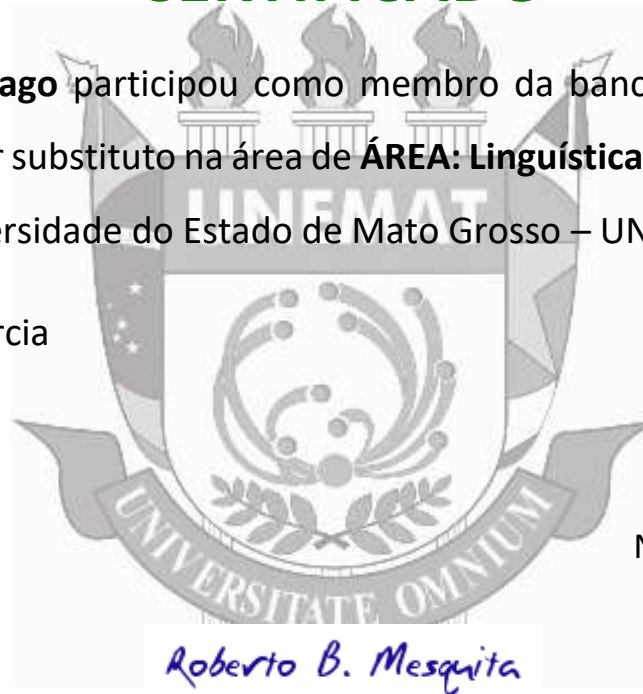 ago participou como membro da banc
r substituto na área de ÁREA: Linguística
ersidade do Estado de Mato Grosso – UN
UNEMAT
rcia
N
UNIVERSITATE OMNIUM
Roberto B. Mesquita